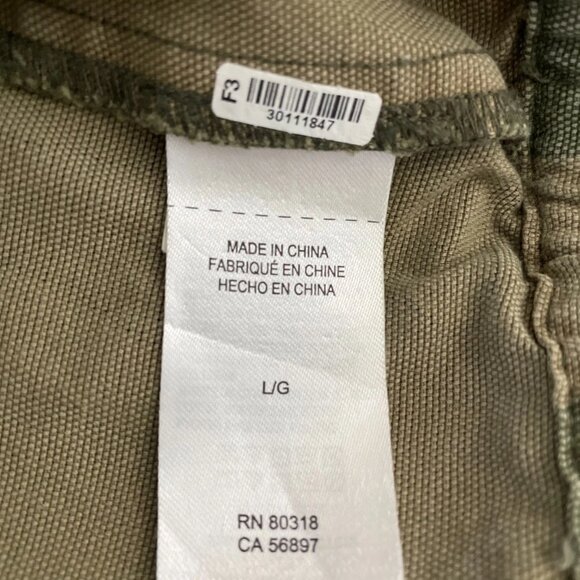 F3
30111847
MADE IN CHINA
FABRIQUÉ EN CHINE
HECHO EN CHINA
L/G
RN 80318
CA 56897